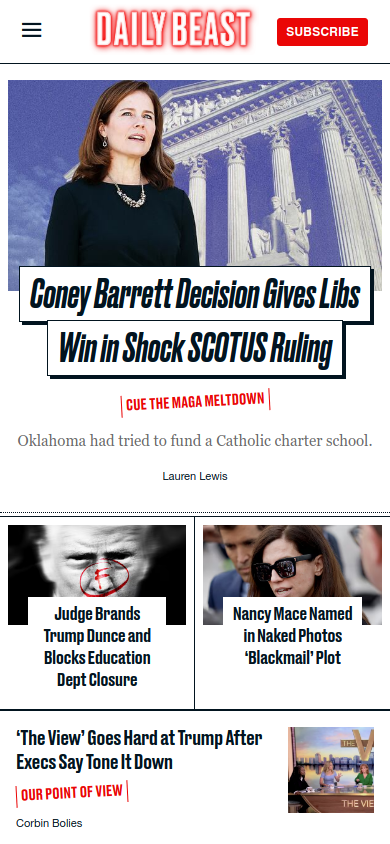 DAILY BEAST
SUBSCRIBE
Coney Barrett Decision Gives Libs
Win in Shock SCOTUS Ruling
CUE THE MAGA MELTDOWN
Oklahoma had tried to fund a Catholic charter school.
Lauren Lewis
F
Judge Brands
Trump Dunce and
Blocks Education
Dept Closure
Nancy Mace Named
in Naked Photos
‘Blackmail’ Plot
‘The View’ Goes Hard at Trump After
Execs Say Tone It Down
OUR POINT OF VIEW
Corbin Bolies
THE
V
THE VIE